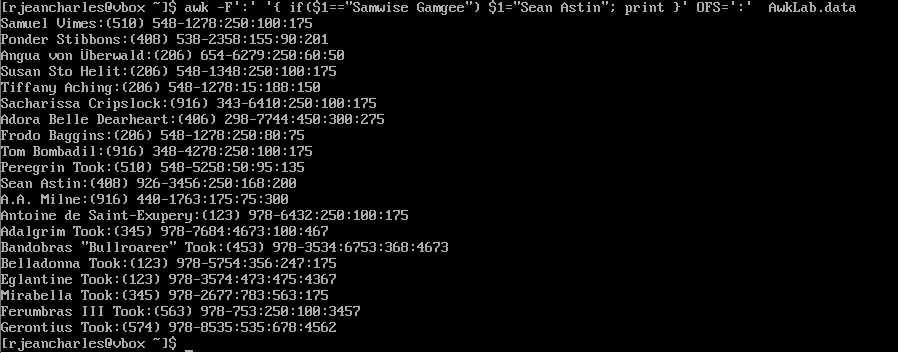 [rjeancharles@vbox ~]$ awk -F':' '{ if($1=="Samwise Gamgee") $1="Sean Astin"; print }' OFS=':'  AwkLab.data
Samuel Vimes:(510) 548-1278:250:100:175
Ponder Stibbons:(408) 538-2358:155:90:201
Angua von Überwald:(206) 654-6279:250:60:50
Susan Sto Helit:(206) 548-1348:250:100:175
Tiffany Aching:(206) 548-1278:15:188:150
Sacharissa Cripslock:(916) 343-6410:250:100:175
Adora Belle Dearheart:(406) 298-7744:450:300:275
Frodo Baggins:(206) 548-1278:250:80:75
Tom Bombadil:(916) 348-4278:250:100:175
Peregrin Took:(510) 548-5258:50:95:135
Sean Astin:(408) 926-3456:250:168:200
A.A. Milne:(916) 440-1763:175:75:300
Antoine de Saint-Exupery:(123) 978-6432:250:100:175
Adalgrim Took:(345) 978-7684:4673:100:467
Bandobras "Bullroarer" Took:(453) 978-3534:6753:368:4673
Belladonna Took:(123) 978-5754:356:247:175
Eglantine Took:(123) 978-3574:473:475:4367
Mirabella Took:(345) 978-2677:783:563:175
Ferumbras III Took:(563) 978-753:250:100:3457
Gerontius Took:(574) 978-8535:535:678:4562
[rjeancharles@vbox ~]$ _